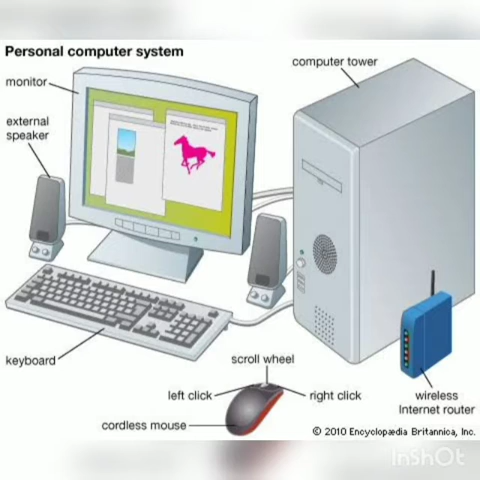 Personal computer system
computer tower
monitor
external
speaker
keyboard
scroll wheel
left click
right click
cordless mouse
wireless
Internet router
© 2010 Encyclopædia Britannica, Inc.
InShOt